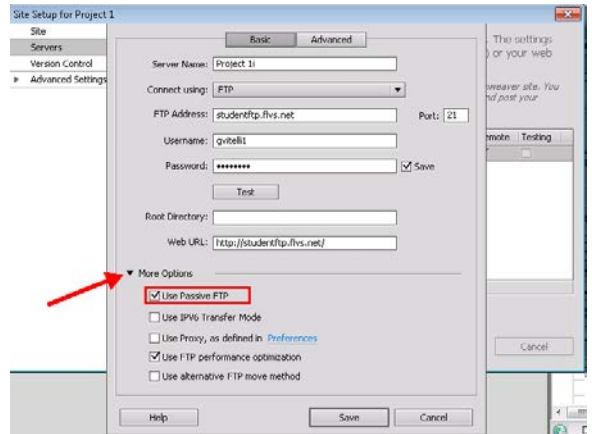 Site Setup for Project 1
Site
Servers
Version Control
Advanced Settings
Basic Advanced
Server Name: Project 1i
Connect using: FTP
FTP Address: studentftp.flvs.net Port: 21
Username: gvitelli1
Password: •••••••• Save
Test
Root Directory:
Web URL: http://studentftp.flvs.net/
More Options
Use Passive FTP
Use IPV6 Transfer Mode
Use Proxy, as defined in Preferences
Use FTP performance optimization
Use alternative FTP move method
Help Save Cancel
. The settings
) or your web
site. You
nd post your
emote Testing
Cancel